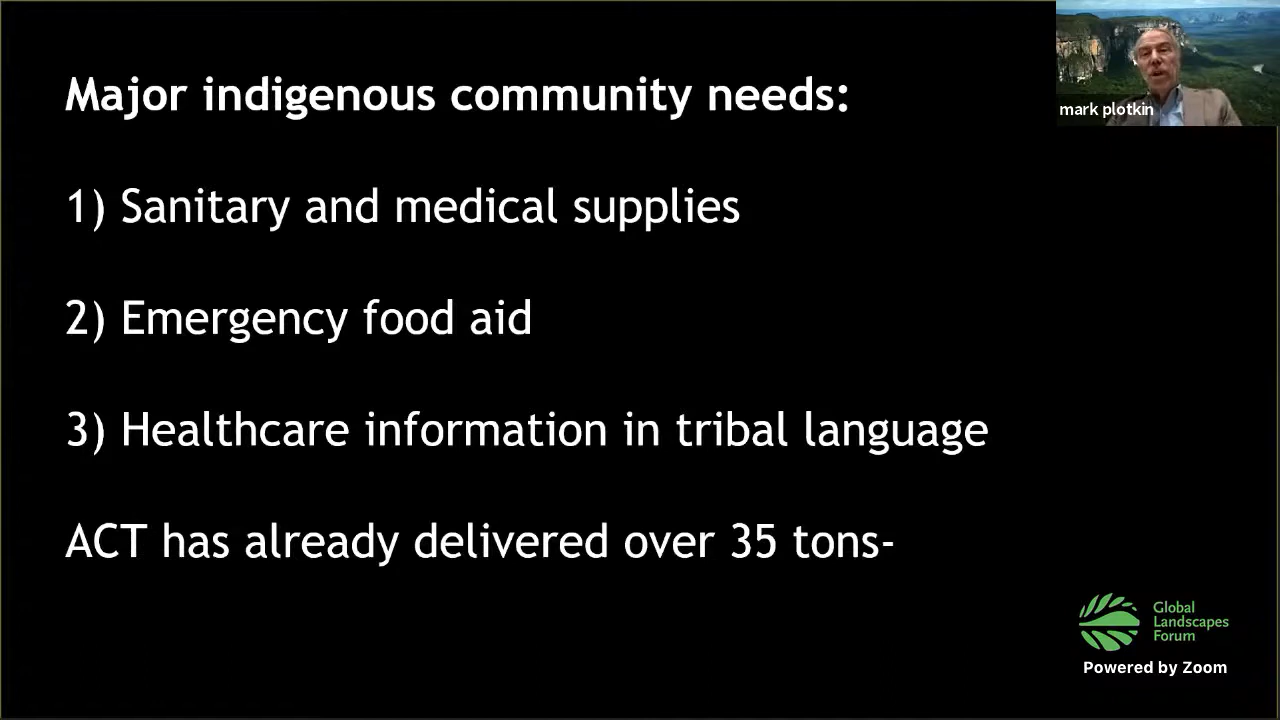 Major indigenous community needs:
mark plotkin
1) Sanitary and medical supplies
2) Emergency food aid
3) Healthcare information in tribal language
ACT has already delivered over 35 tons-
Global
Landscapes
Forum
Powered by Zoom